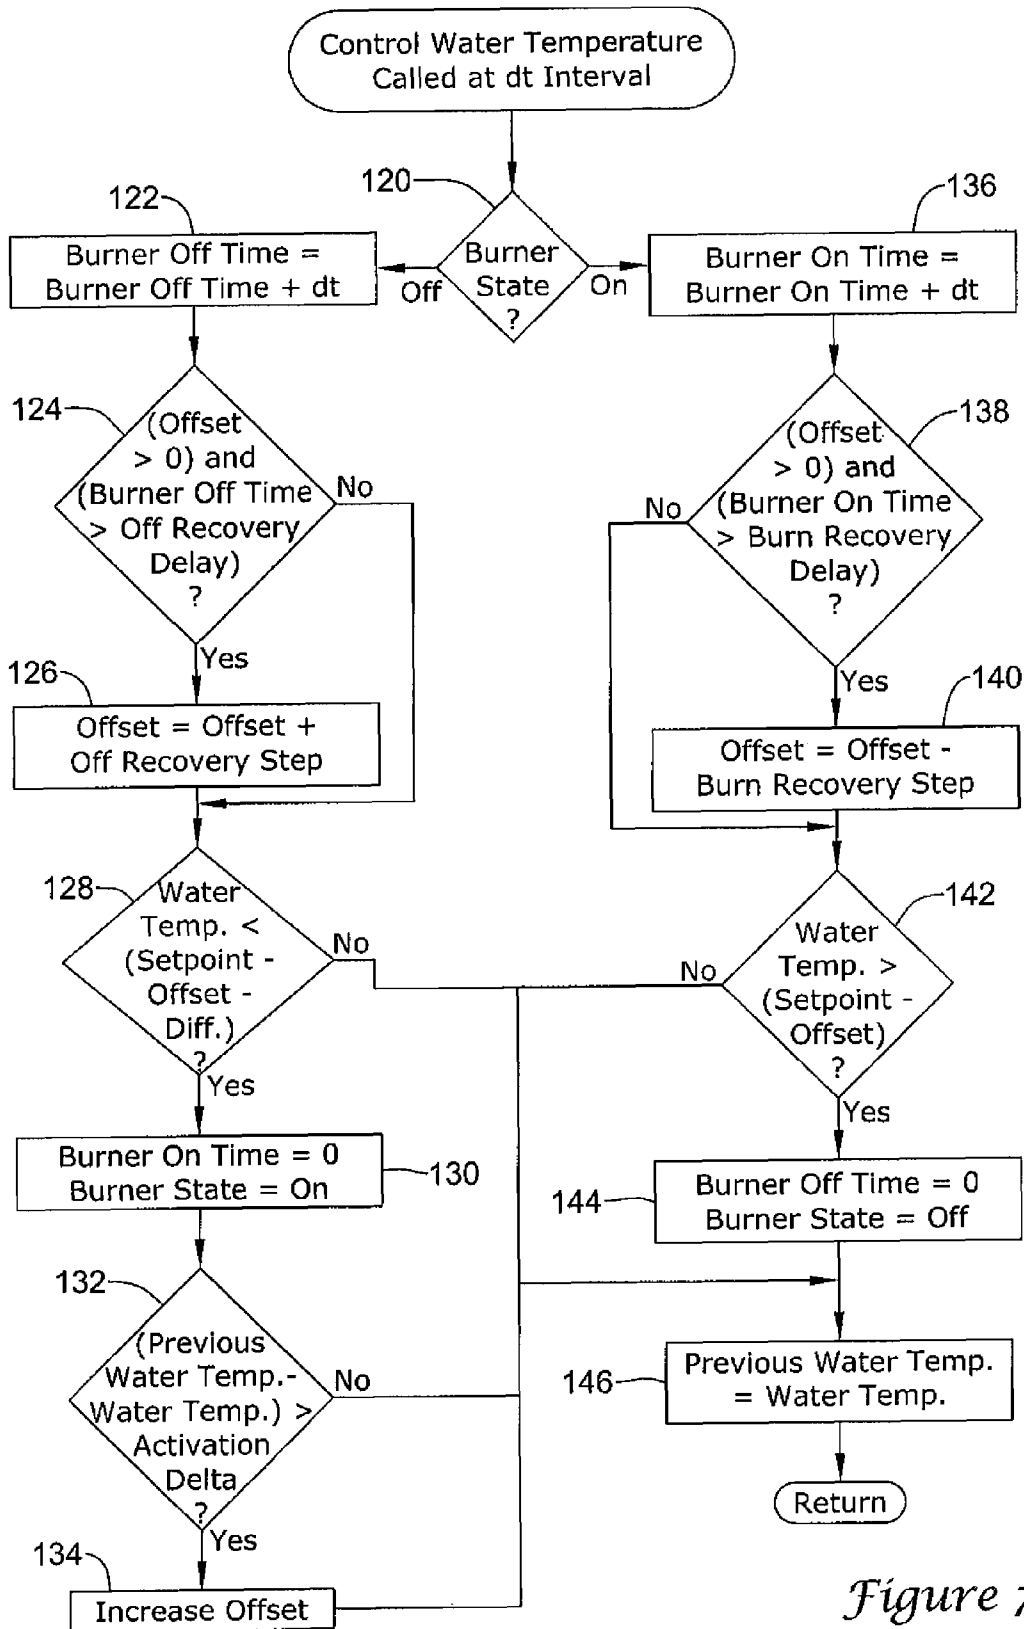 Control Water Temperature
Called at dt Interval
120
Burner
State
?
Off
On
122
Burner Off Time =
Burner Off Time + dt
136
Burner On Time =
Burner On Time + dt
124
(Offset
> 0) and
(Burner Off Time
> Off Recovery
Delay)
?
No
Yes
138
(Offset
> 0) and
(Burner On Time
> Burn Recovery
Delay)
?
No
Yes
126
Offset = Offset +
Off Recovery Step
140
Offset = Offset -
Burn Recovery Step
128
Water
Temp. <
(Setpoint -
Offset -
Diff.)
?
No
Yes
142
Water
Temp. >
(Setpoint -
Offset)
?
No
Yes
Burner On Time = 0
Burner State = On
130
144
Burner Off Time = 0
Burner State = Off
132
(Previous
Water Temp.-
Water Temp.) >
Activation
Delta
?
No
Yes
146
Previous Water Temp.
= Water Temp.
Return
134
Increase Offset
Figure 7